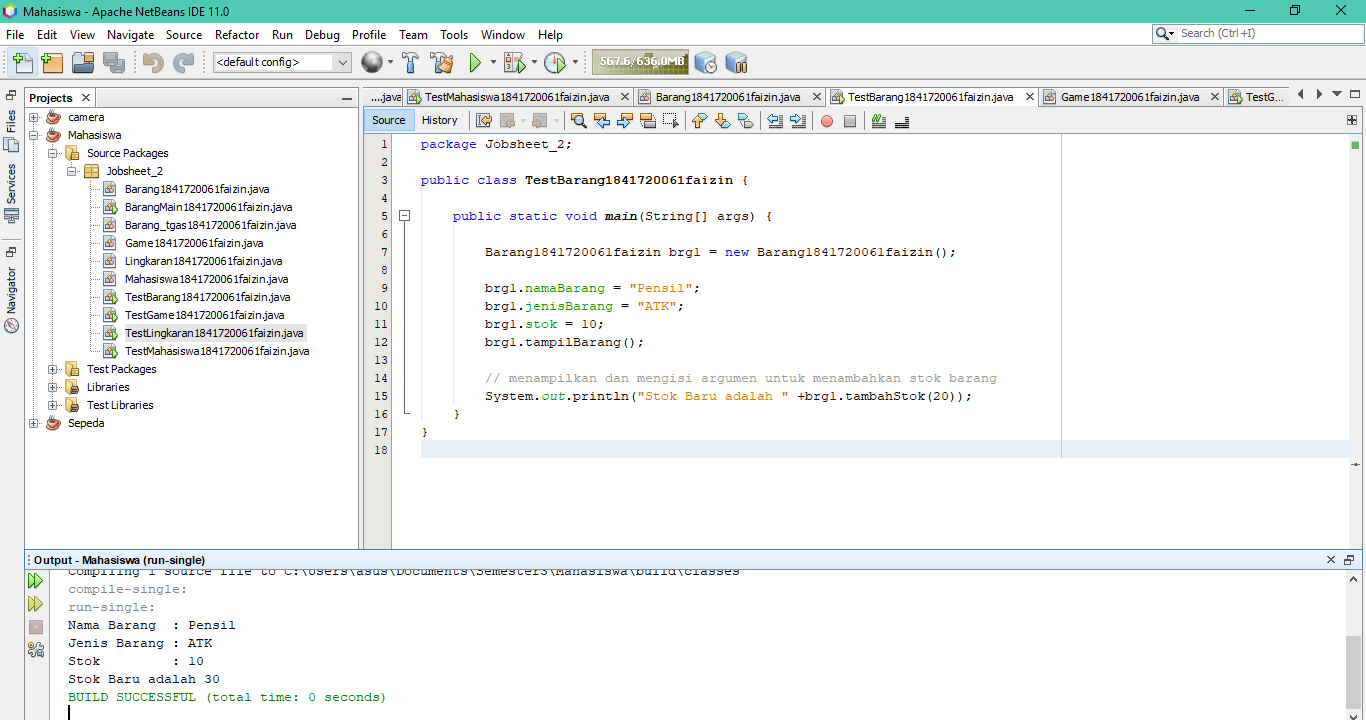 Mahasiswa - Apache NetBeans IDE 11.0
File Edit View Navigate Source Refactor Run Debug Profile Team Tools Window Help
Search (Ctrl+I)
<default config>
567.6/636.0MB
Projects
...java TestMahasiswa1841720061faizin.java Barang1841720061faizin.java TestBarang1841720061faizin.java Game1841720061faizin.java TestG...
Source History
Files
Services
Navigator
camera
Mahasiswa
Source Packages
Jobsheet_2
Barang1841720061faizin.java
BarangMain1841720061faizin.java
Barang_tgas1841720061faizin.java
Game1841720061faizin.java
Lingkaran1841720061faizin.java
Mahasiswa1841720061faizin.java
TestBarang1841720061faizin.java
TestGame1841720061faizin.java
TestLingkaran1841720061faizin.java
TestMahasiswa1841720061faizin.java
Test Packages
Libraries
Test Libraries
Sepeda
1 package Jobsheet_2;
2
3 public class TestBarang1841720061faizin {
4
5 public static void main(String[] args) {
6
7 Barang1841720061faizin brg1 = new Barang1841720061faizin();
8
9 brg1.namaBarang = "Pensil";
10 brg1.jenisBarang = "ATK";
11 brg1.stok = 10;
12 brg1.tampilBarang();
13
14 // menampilkan dan mengisi argumen untuk menambahkan stok barang
15 System.out.println("Stok Baru adalah " +brg1.tambahStok(20));
16 }
17 }
18
Output - Mahasiswa (run-single)
Compiling 1 source file to C:\Users\asus\Documents\Semester3\Mahasiswa\build\classes
compile-single:
run-single:
Nama Barang : Pensil
Jenis Barang : ATK
Stok : 10
Stok Baru adalah 30
BUILD SUCCESSFUL (total time: 0 seconds)